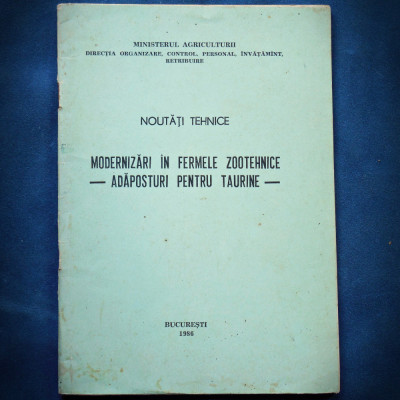 MINISTERUL AGRICULTURII
DIRECȚIA ORGANIZARE, CONTROL, PERSONAL, ÎNVĂȚĂMÎNT,
RETRIBUIRE
NOUTĂȚI TEHNICE
MODERNIZĂRI ÎN FERMELE ZOOTEHNICE
— ADĂPOSTURI PENTRU TAURINE —
BUCUREȘTI
1986